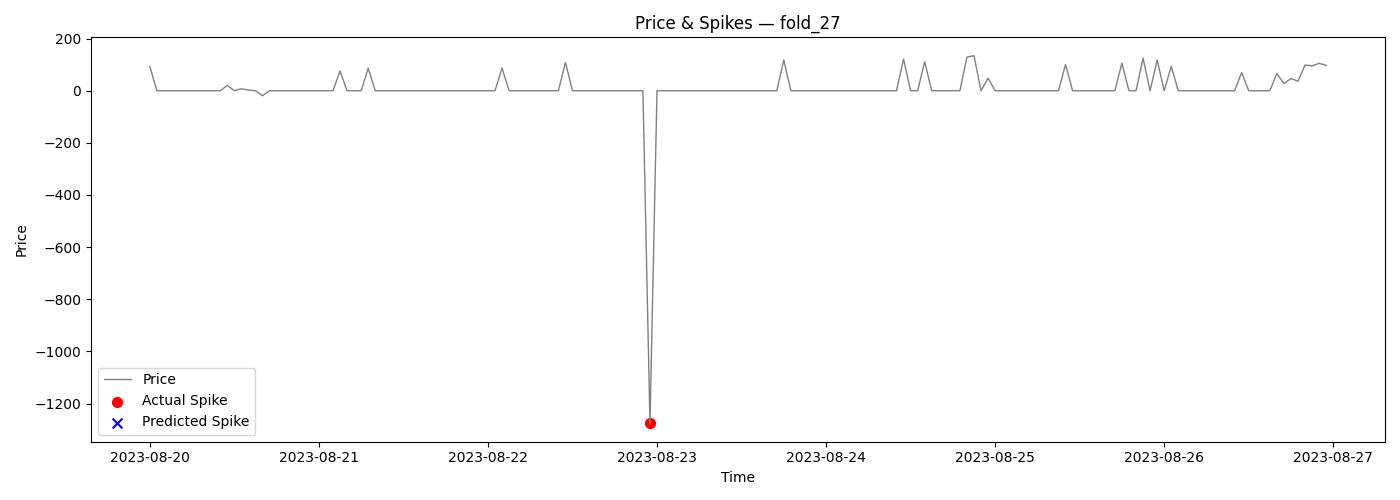 Price & Spikes — fold_27
Price
200
0
−200
−400
−600
−800
−1000
−1200
Price
Actual Spike
Predicted Spike
2023-08-20
2023-08-21
2023-08-22
2023-08-23
2023-08-24
2023-08-25
2023-08-26
2023-08-27
Time